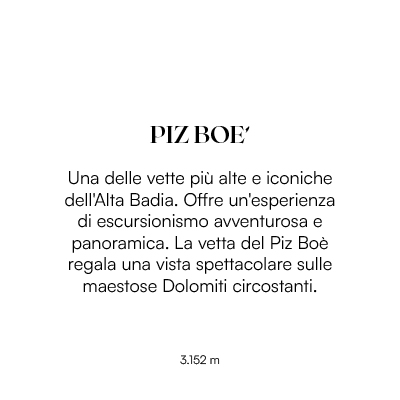 PIZ BOE'
Una delle vette più alte e iconiche
dell'Alta Badia. Offre un'esperienza
di escursionismo avventurosa e
panoramica. La vetta del Piz Boè
regala una vista spettacolare sulle
maestose Dolomiti circostanti.
3.152 m